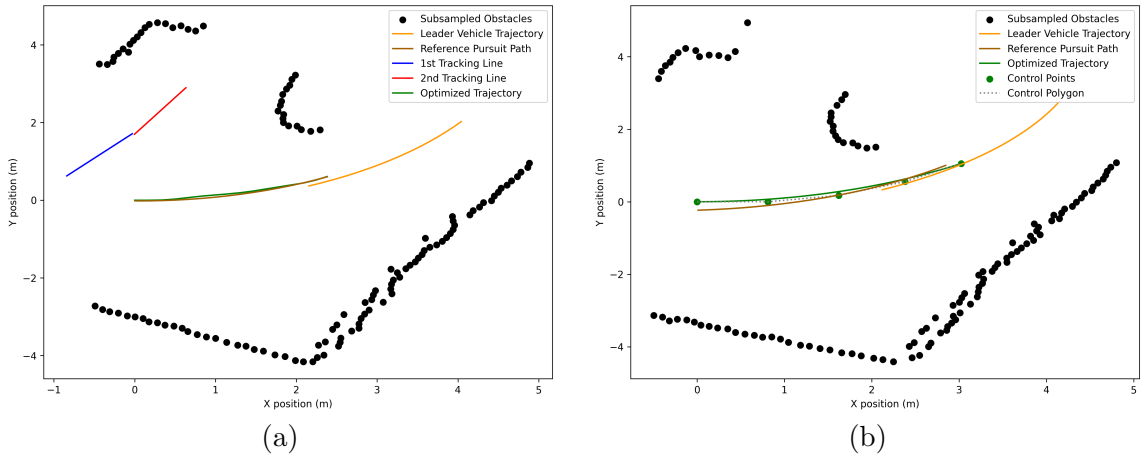 Subsampled Obstacles
Leader Vehicle Trajectory
Reference Pursuit Path
1st Tracking Line
2nd Tracking Line
Optimized Trajectory
4
2
0
−2
−4
Y position (m)
−1 0 1 2 3 4 5
X position (m)
(a)
Subsampled Obstacles
Leader Vehicle Trajectory
Reference Pursuit Path
Optimized Trajectory
Control Points
Control Polygon
4
2
0
−2
−4
Y position (m)
0 1 2 3 4 5
X position (m)
(b)